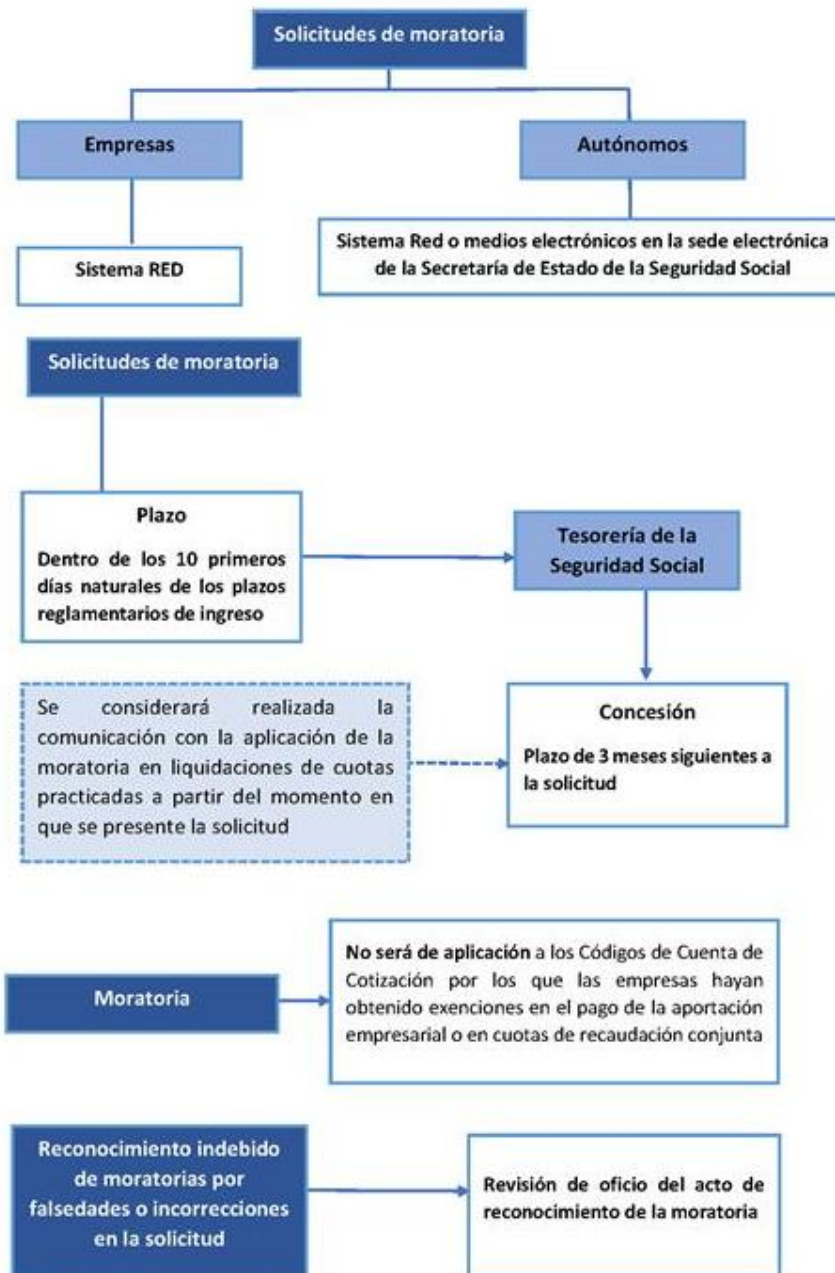 Solicitudes de moratoria
Empresas
Autónomos
Sistema RED
Sistema Red o medios electrónicos en la sede electrónica
de la Secretaría de Estado de la Seguridad Social
Solicitudes de moratoria
Plazo
Dentro de los 10 primeros
días naturales de los plazos
reglamentarios de ingreso
Tesorería de la
Seguridad Social
Se considerará realizada la
comunicación con la aplicación de la
moratoria en liquidaciones de cuotas
practicadas a partir del momento en
que se presente la solicitud
Concesión
Plazo de 3 meses siguientes a
la solicitud
Moratoria
No será de aplicación a los Códigos de Cuenta de
Cotización por los que las empresas hayan
obtenido exenciones en el pago de la aportación
empresarial o en cuotas de recaudación conjunta
Reconocimiento indebido
de moratorias por
falsedades o incorrecciones
en la solicitud
Revisión de oficio del acto de
reconocimiento de la moratoria